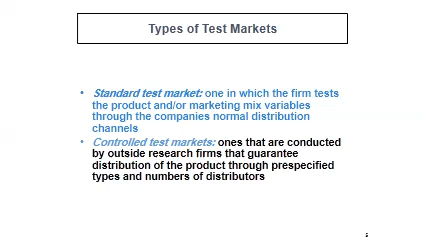 Types of Test Markets
• Standard test market: one in which the firm tests
the product and/or marketing mix variables
through the companies normal distribution
channels
• Controlled test markets: ones that are conducted
by outside research firms that guarantee
distribution of the product through prespecified
types and numbers of distributors